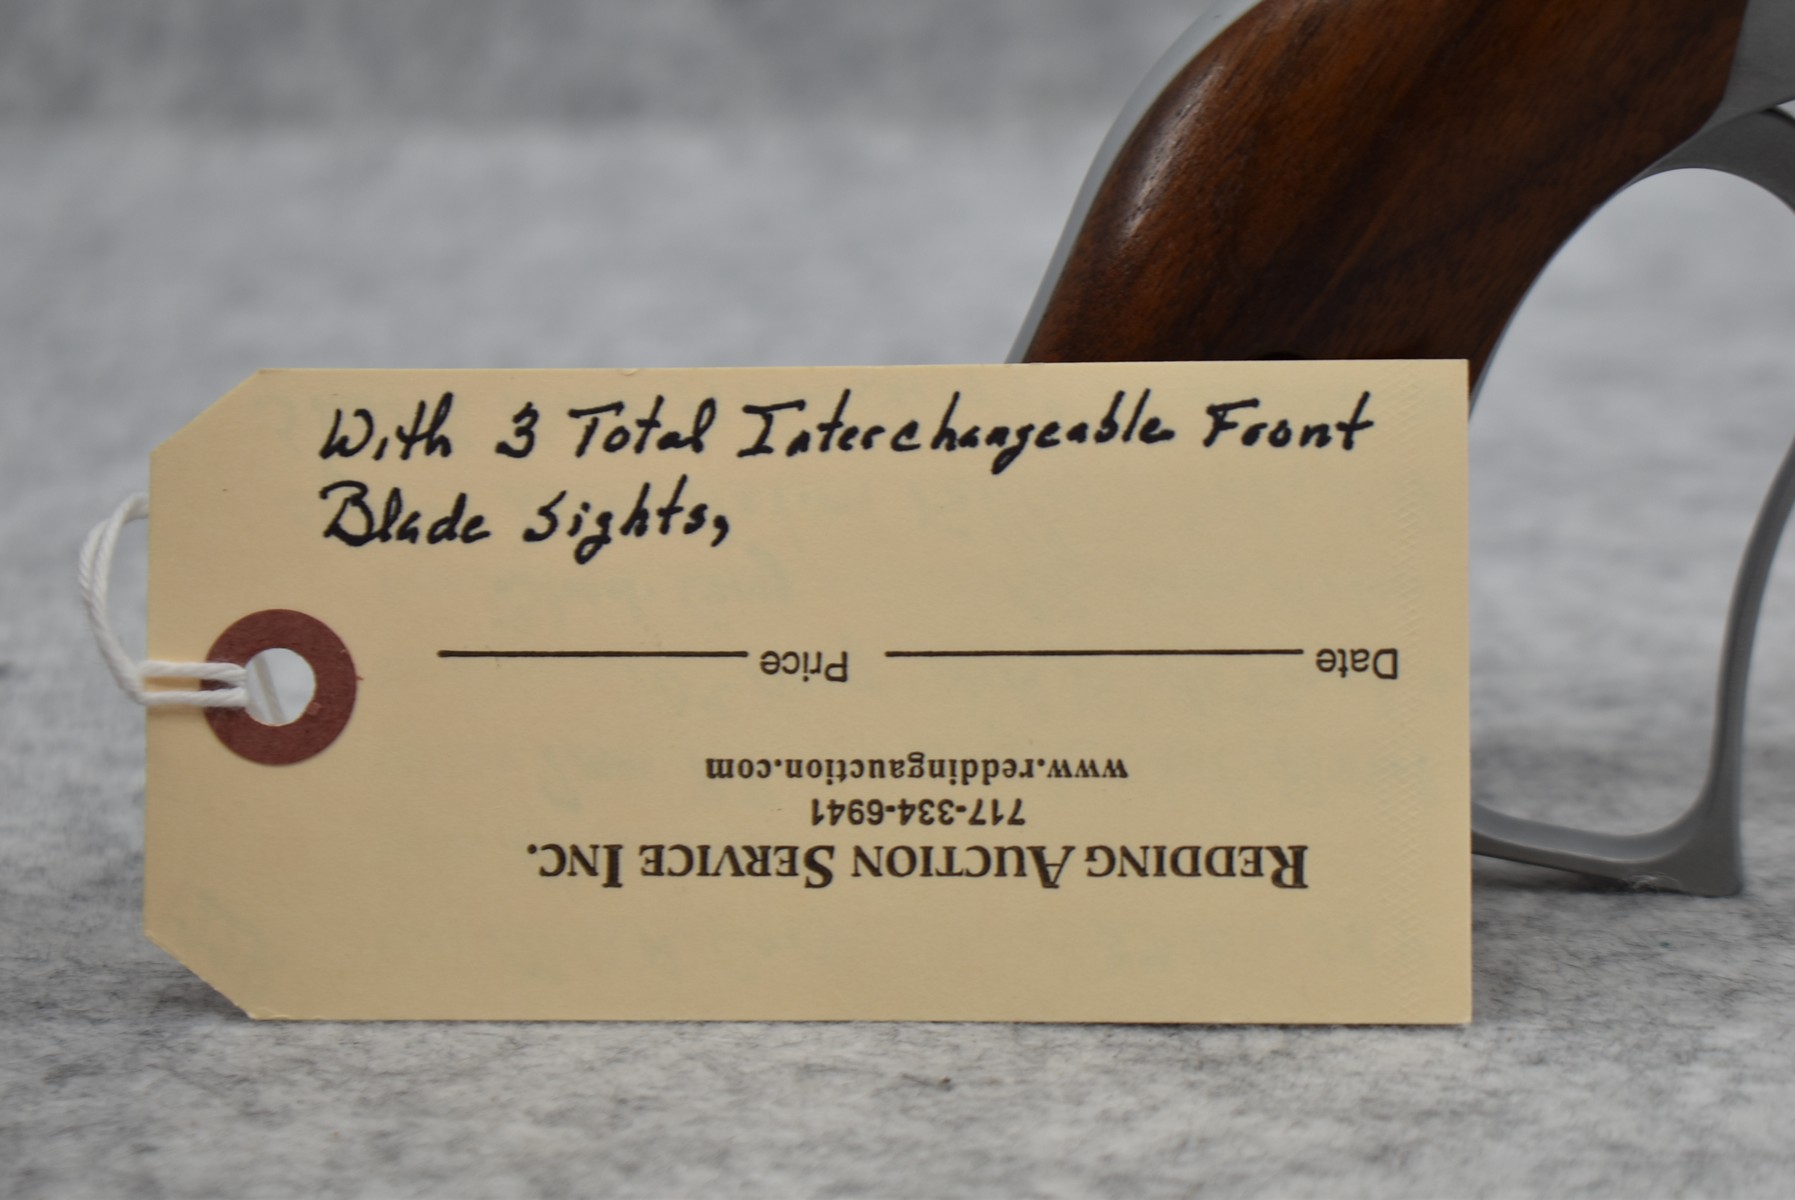 With 3 Total Interchangeable Front
Blade Sights,
Redding Auction Service Inc.
717-334-6941
www.reddingauction.com
Date Price